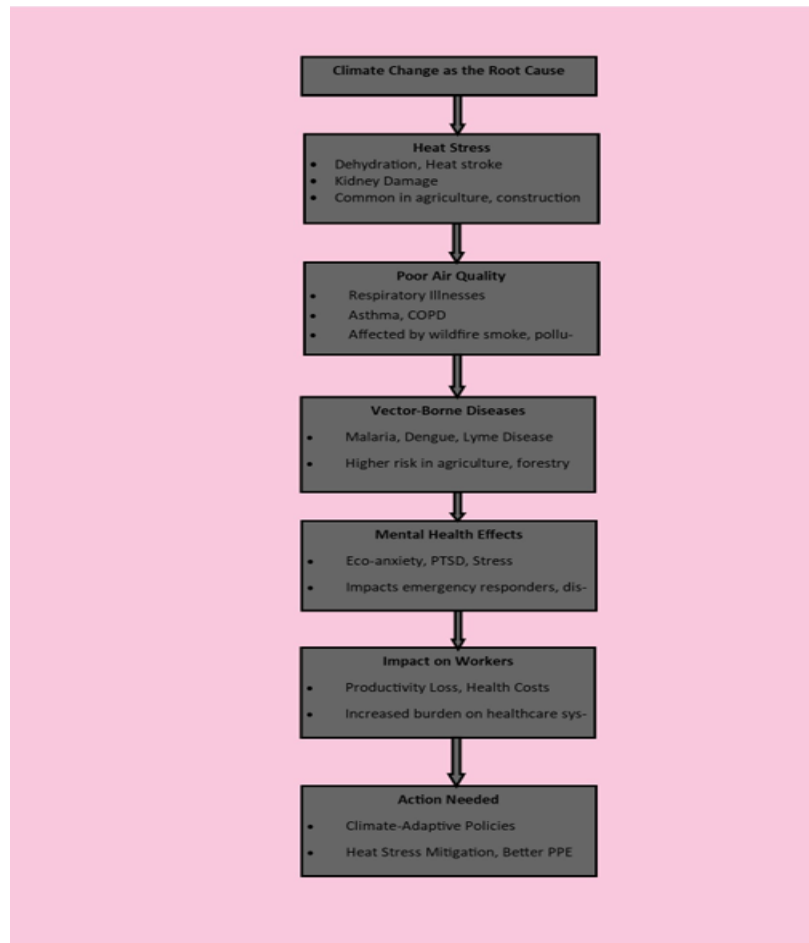 Climate Change as the Root Cause
Heat Stress
• Dehydration, Heat stroke
• Kidney Damage
• Common in agriculture, construction
Poor Air Quality
• Respiratory Illnesses
• Asthma, COPD
• Affected by wildfire smoke, pollu-
Vector-Borne Diseases
• Malaria, Dengue, Lyme Disease
• Higher risk in agriculture, forestry
Mental Health Effects
• Eco-anxiety, PTSD, Stress
• Impacts emergency responders, dis-
Impact on Workers
• Productivity Loss, Health Costs
• Increased burden on healthcare sys-
Action Needed
• Climate-Adaptive Policies
• Heat Stress Mitigation, Better PPE